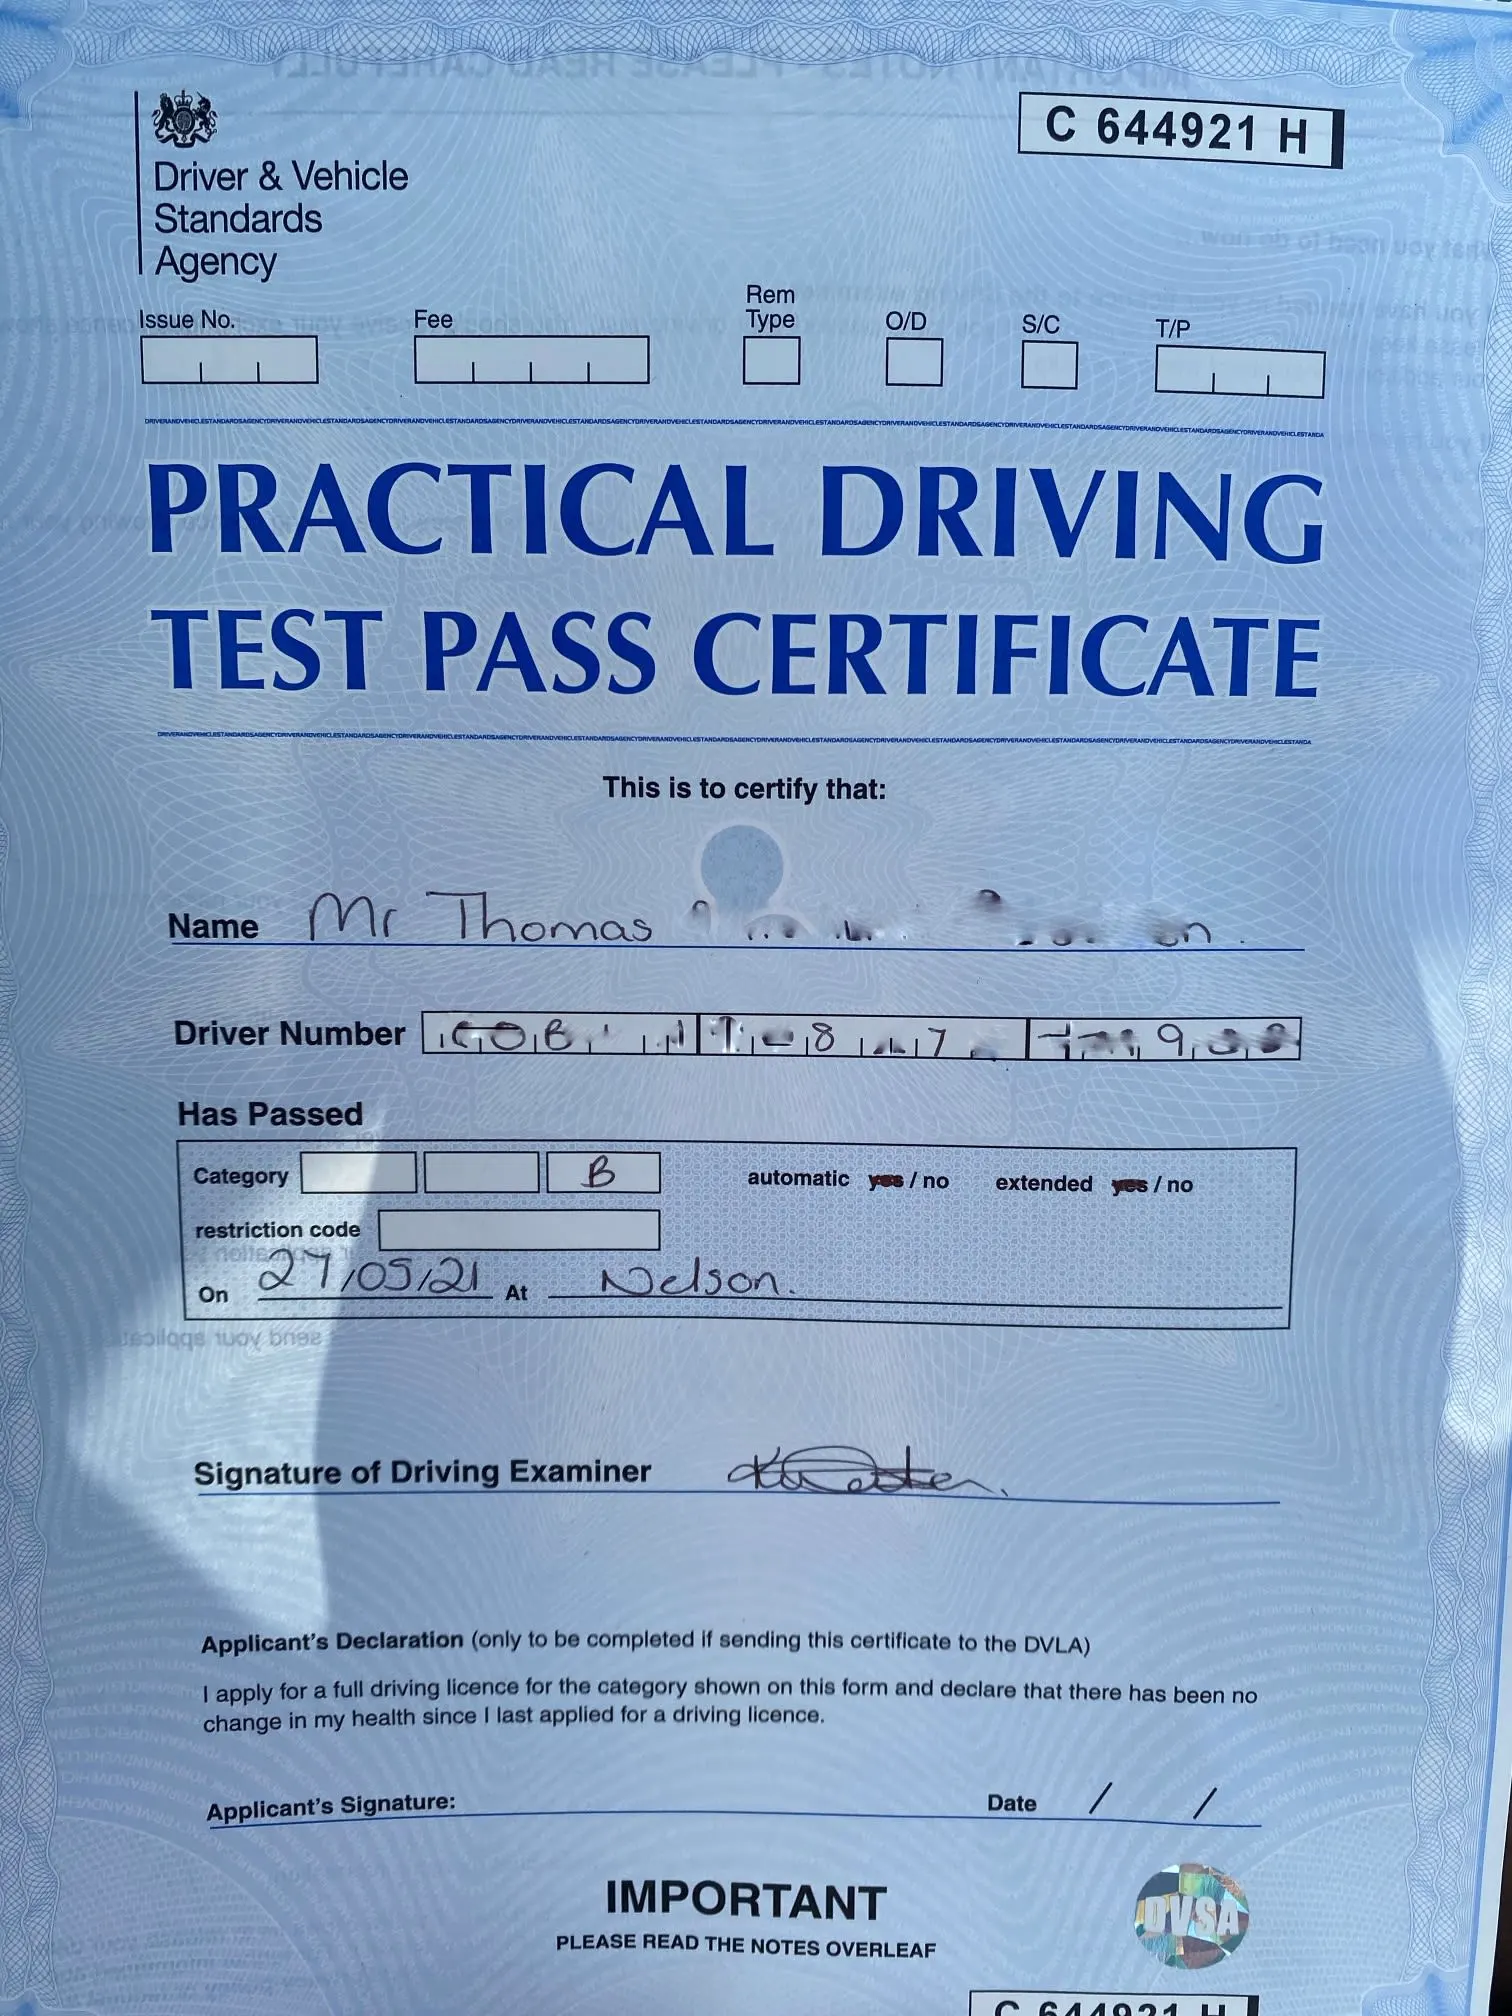 C 644921 H
Driver & Vehicle
Standards
Agency
Issue No.
Fee
Rem
Type
O/D
S/C
T/P
PRACTICAL DRIVING
TEST PASS CERTIFICATE
This is to certify that:
Name Mr Thomas
Driver Number
Has Passed
Category B automatic yes / no extended yes / no
restriction code
On 27/05/21 At Nelson.
Signature of Driving Examiner
Applicant's Declaration (only to be completed if sending this certificate to the DVLA)
I apply for a full driving licence for the category shown on this form and declare that there has been no
change in my health since I last applied for a driving licence.
Applicant's Signature: Date / /
IMPORTANT
PLEASE READ THE NOTES OVERLEAF
DVSA
C 644921 H